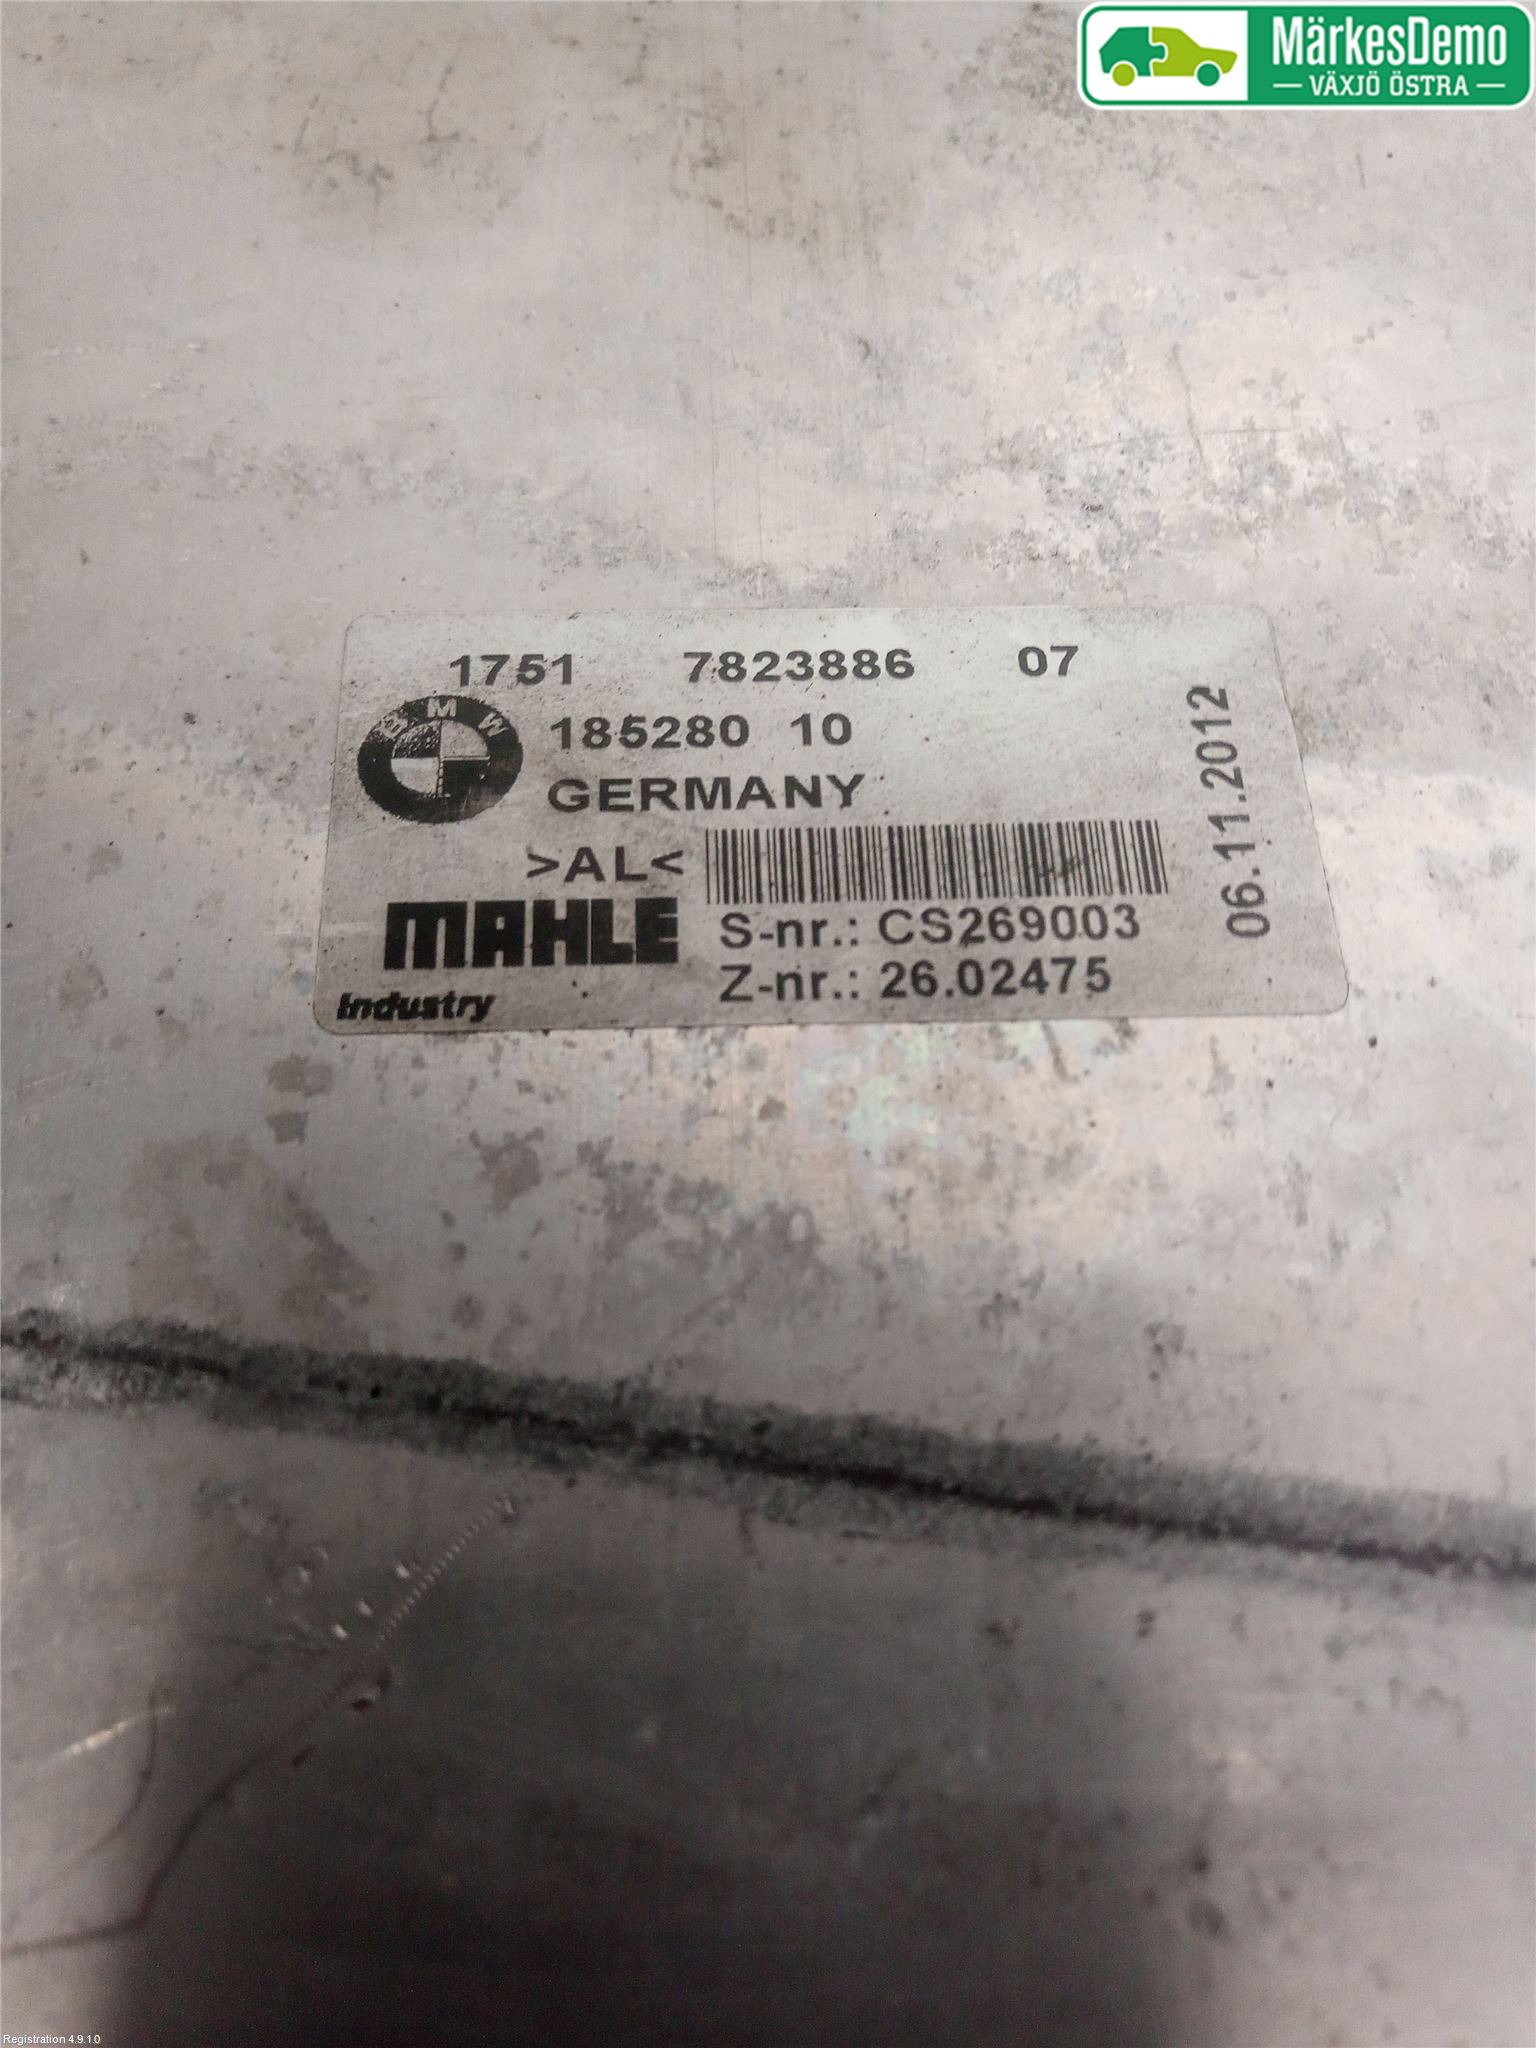 MärkesDemo
VÄXJÖ ÖSTRA
1751 7823886 07
BMW
185280 10
GERMANY
>AL<
MAHLE
Industry
S-nr.: CS269003
Z-nr.: 26.02475
06.11.2012
Registration 4.9.1.0